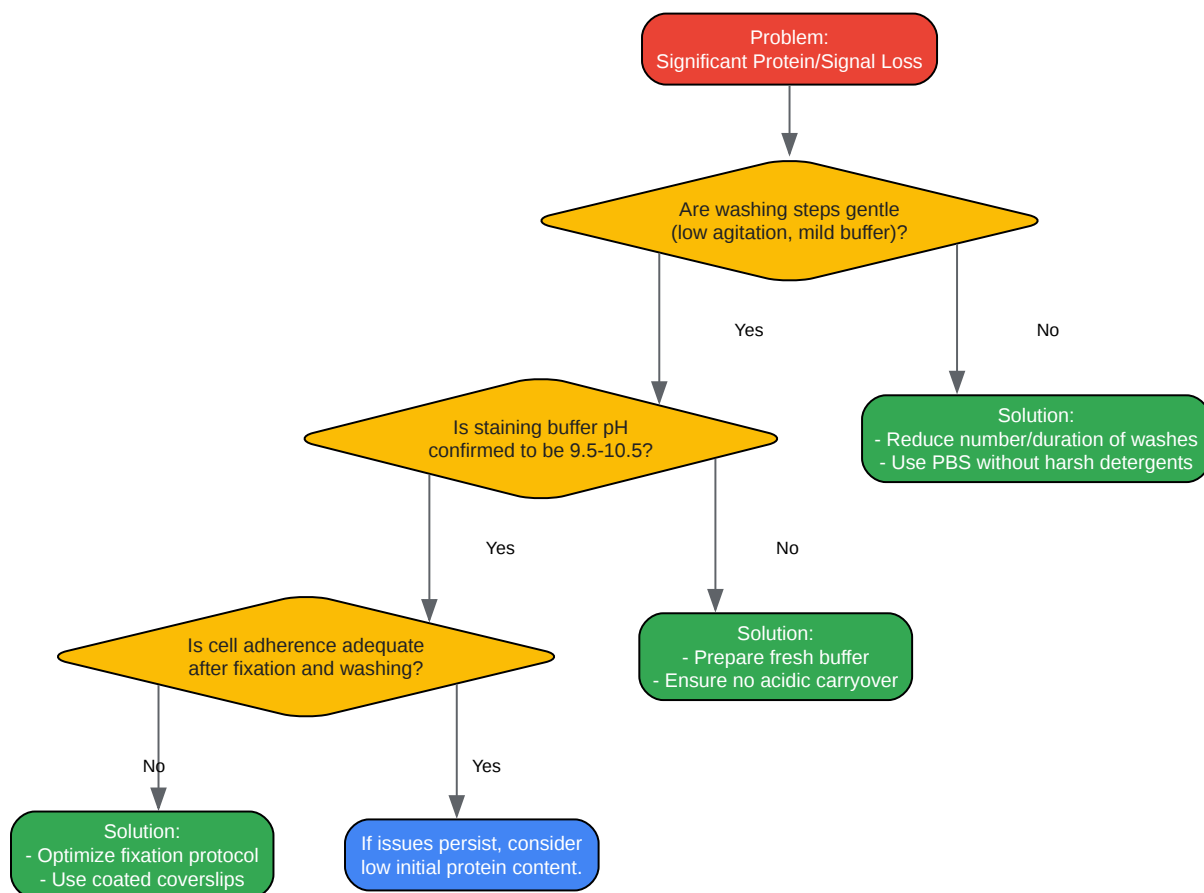 Problem:
Significant Protein/Signal Loss
Are washing steps gentle
(low agitation, mild buffer)?
Yes
No
Is staining buffer pH
confirmed to be 9.5-10.5?
Solution:
- Reduce number/duration of washes
- Use PBS without harsh detergents
Yes
No
Is cell adherence adequate
after fixation and washing?
Solution:
- Prepare fresh buffer
- Ensure no acidic carryover
No
Yes
Solution:
- Optimize fixation protocol
- Use coated coverslips
If issues persist, consider
low initial protein content.